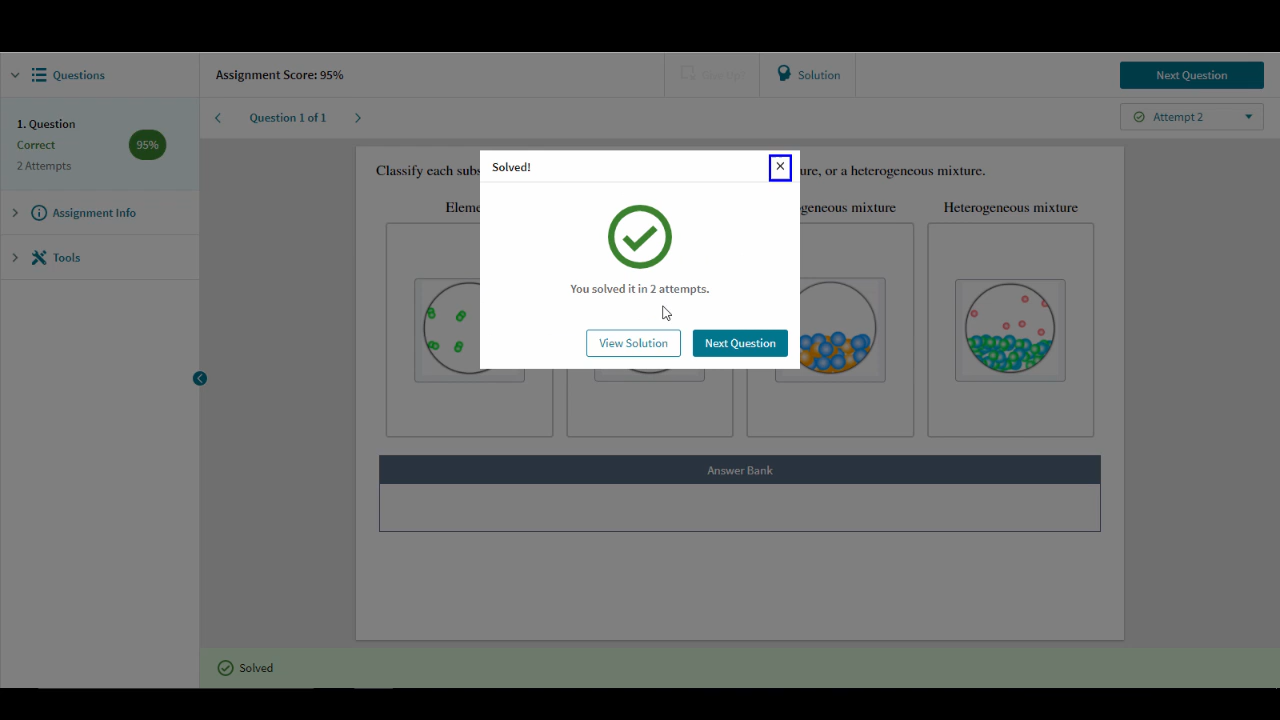 Questions
Assignment Score: 95%
Give Up?
Solution
Next Question
1. Question
Correct
2 Attempts
95%
Question 1 of 1
Attempt 2
Assignment Info
Tools
Classify each subs
ure, or a heterogeneous mixture.
Eleme
geneous mixture
Heterogeneous mixture
Solved!
You solved it in 2 attempts.
View Solution
Next Question
Answer Bank
Solved